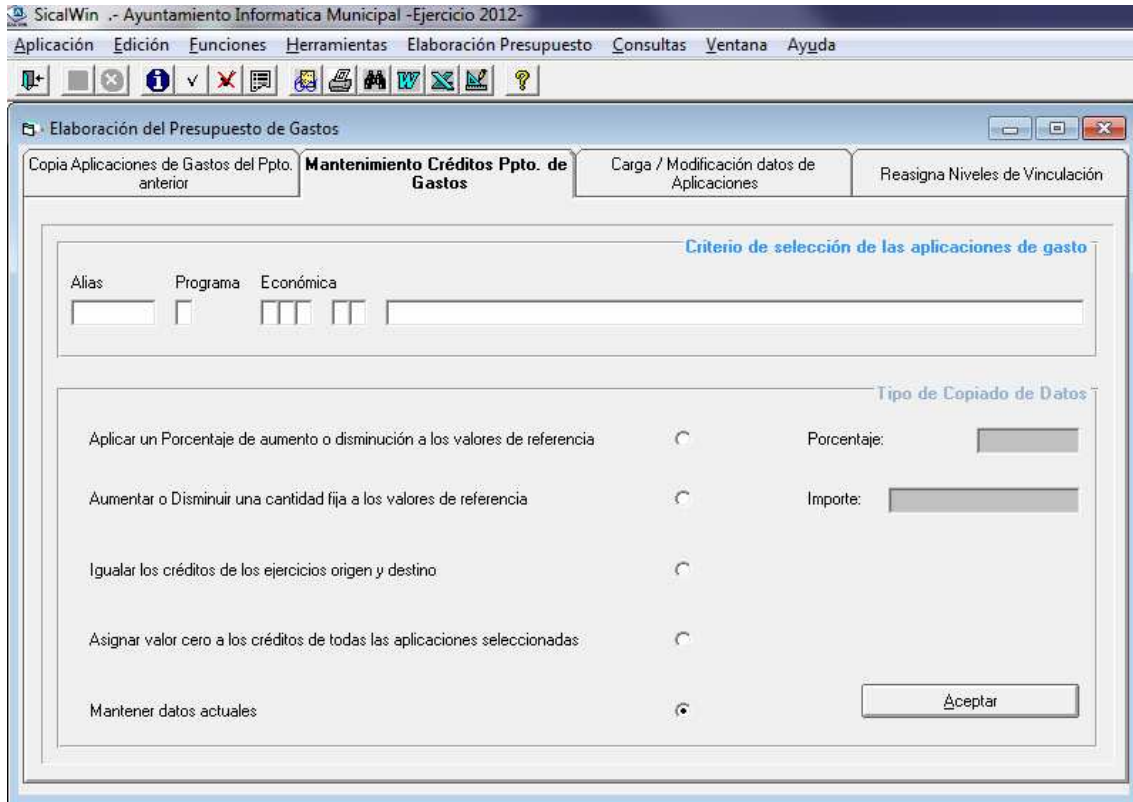 SicalWin .- Ayuntamiento Informatica Municipal -Ejercicio 2012-
Aplicación Edición Funciones Herramientas Elaboración Presupuesto Consultas Ventana Ayuda
Elaboración del Presupuesto de Gastos
Copia Aplicaciones de Gastos del Ppto. anterior
Mantenimiento Créditos Ppto. de Gastos
Carga / Modificación datos de Aplicaciones
Reasigna Niveles de Vinculación
Criterio de selección de las aplicaciones de gasto
Alias Programa Económica
Tipo de Copiado de Datos
Aplicar un Porcentaje de aumento o disminución a los valores de referencia Porcentaje:
Aumentar o Disminuir una cantidad fija a los valores de referencia Importe:
Igualar los créditos de los ejercicios origen y destino
Asignar valor cero a los créditos de todas las aplicaciones seleccionadas
Mantener datos actuales Aceptar